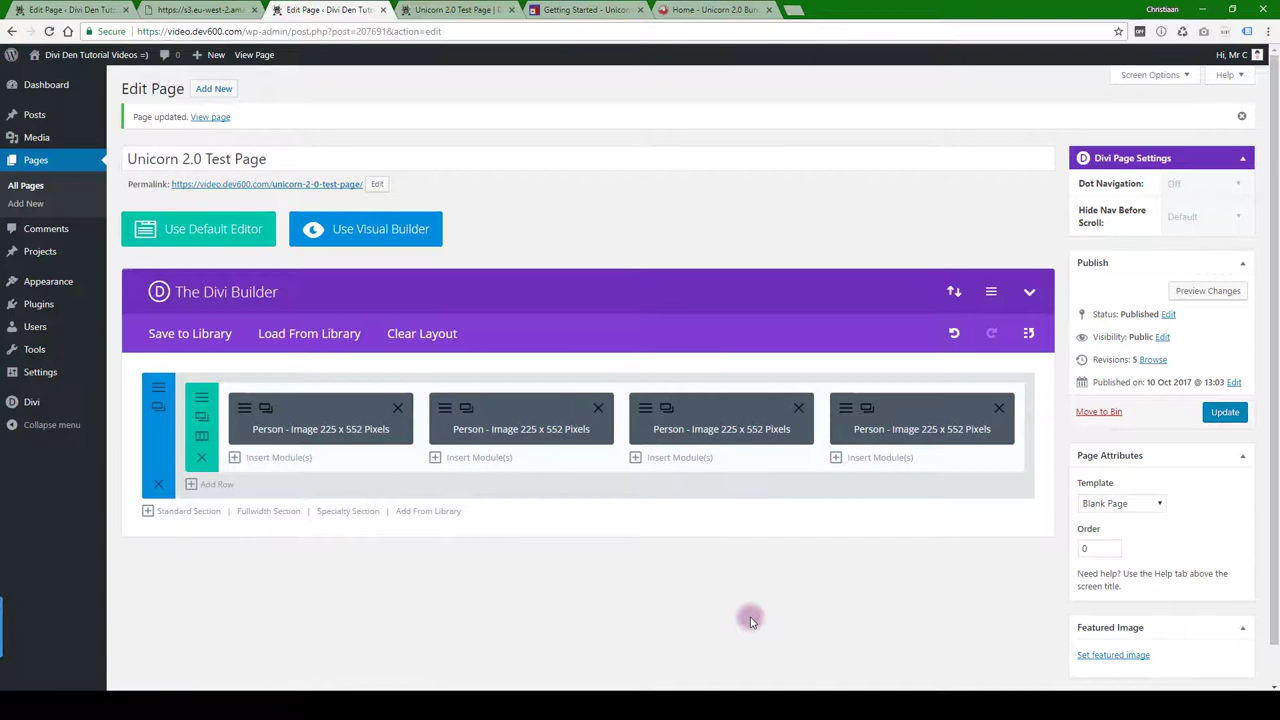 Edit Page ‹ Divi Den Tuto
https://s3.eu-west-2.ama
Edit Page ‹ Divi Den Tuto
Unicorn 2.0 Test Page | D
Getting Started - Unicor
Home - Unicorn 2.0 Bun
Christiaan
Secure
https://video.dev600.com/wp-admin/post.php?post=207691&action=edit
Divi Den Tutorial Videos =)
0
New
View Page
Hi, Mr C
Dashboard
Posts
Media
Pages
All Pages
Add New
Comments
Projects
Appearance
Plugins
Users
Tools
Settings
Divi
Collapse menu
Screen Options
Help
Edit Page
Add New
Page updated. View page
Unicorn 2.0 Test Page
Permalink: https://video.dev600.com/unicorn-2-0-test-page/ Edit
Use Default Editor
Use Visual Builder
D The Divi Builder
Save to Library
Load From Library
Clear Layout
Person - Image 225 x 552 Pixels
Person - Image 225 x 552 Pixels
Person - Image 225 x 552 Pixels
Person - Image 225 x 552 Pixels
Insert Module(s)
Insert Module(s)
Insert Module(s)
Insert Module(s)
Add Row
Standard Section | Fullwidth Section | Specialty Section | Add From Library
D Divi Page Settings
Dot Navigation:
Off
Hide Nav Before
Scroll:
Default
Publish
Preview Changes
Status: Published Edit
Visibility: Public Edit
Revisions: 5 Browse
Published on: 10 Oct 2017 @ 13:03 Edit
Move to Bin
Update
Page Attributes
Template
Blank Page
Order
0
Need help? Use the Help tab above the
screen title.
Featured Image
Set featured image